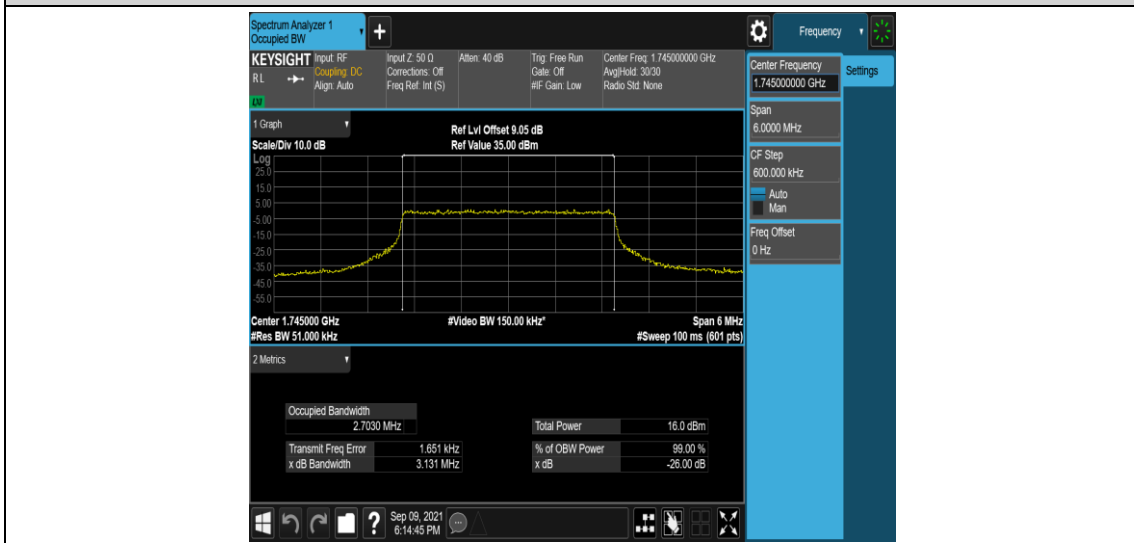 Spectrum Analyzer 1
Occupied BW
+
Frequency
KEYSIGHT
R L
LXI
Input: RF
Coupling: DC
Align: Auto
Input Z: 50 Ω
Corrections: Off
Freq Ref: Int (S)
Atten: 40 dB
Trig: Free Run
Gate: Off
#IF Gain: Low
Center Freq: 1.745000000 GHz
Avg|Hold: 30/30
Radio Std: None
Center Frequency
1.745000000 GHz
Settings
Span
6.0000 MHz
CF Step
600.000 kHz
Auto
Man
Freq Offset
0 Hz
1 Graph
Ref Lvl Offset 9.05 dB
Scale/Div 10.0 dB
Ref Value 35.00 dBm
Log
25.0
15.0
5.00
-5.00
-15.0
-25.0
-35.0
-45.0
-55.0
Center 1.745000 GHz
#Video BW 150.00 kHz*
Span 6 MHz
#Res BW 51.000 kHz
#Sweep 100 ms (601 pts)
2 Metrics
Occupied Bandwidth
2.7030 MHz
Total Power 16.0 dBm
Transmit Freq Error 1.651 kHz
% of OBW Power 99.00 %
x dB Bandwidth 3.131 MHz
x dB -26.00 dB
?
Sep 09, 2021
6:14:45 PM